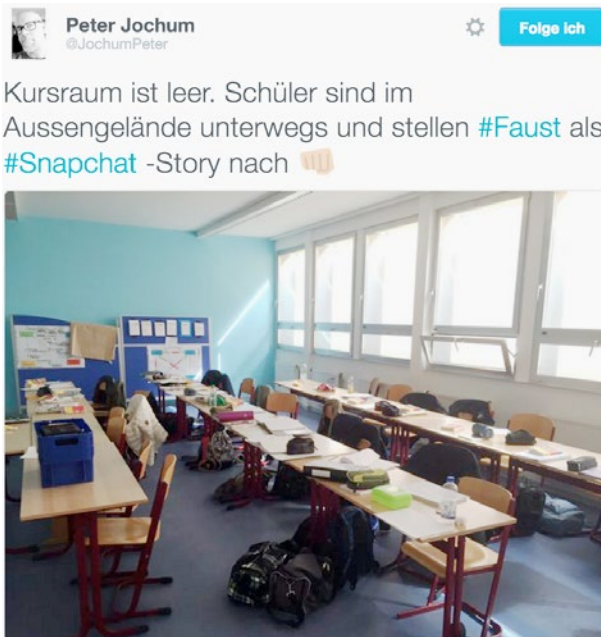 Peter Jochum
@JochumPeter
Folge ich
Kursraum ist leer. Schüler sind im
Aussengelände unterwegs und stellen #Faust als
#Snapchat -Story nach 👊🏻